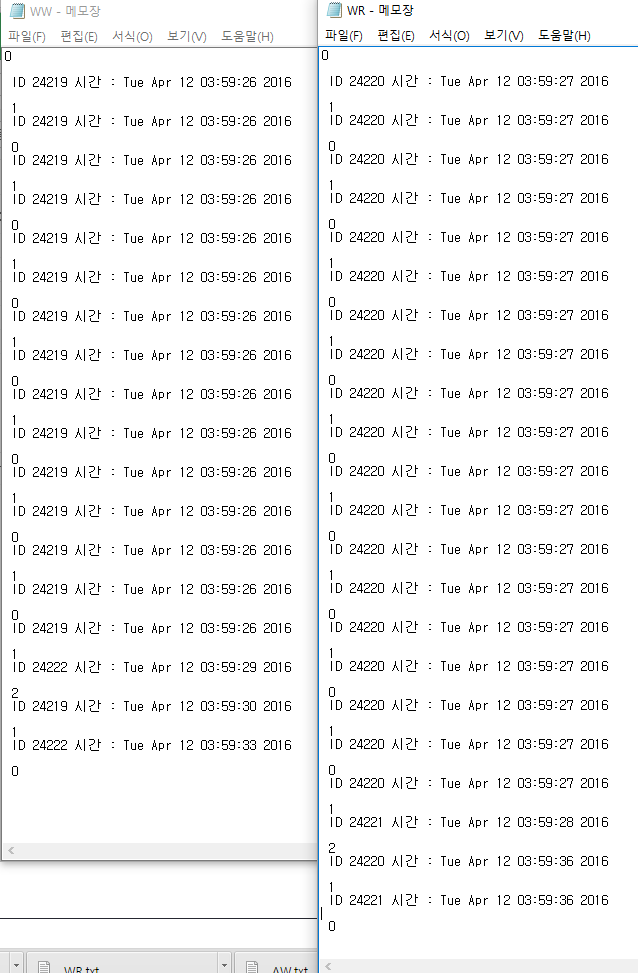 WW - 메모장
파일(F) 편집(E) 서식(O) 보기(V) 도움말(H)
0
ID 24219 시간 : Tue Apr 12 03:59:26 2016
1
ID 24219 시간 : Tue Apr 12 03:59:26 2016
0
ID 24219 시간 : Tue Apr 12 03:59:26 2016
1
ID 24219 시간 : Tue Apr 12 03:59:26 2016
0
ID 24219 시간 : Tue Apr 12 03:59:26 2016
1
ID 24219 시간 : Tue Apr 12 03:59:26 2016
0
ID 24219 시간 : Tue Apr 12 03:59:26 2016
1
ID 24219 시간 : Tue Apr 12 03:59:26 2016
0
ID 24219 시간 : Tue Apr 12 03:59:26 2016
1
ID 24219 시간 : Tue Apr 12 03:59:26 2016
0
ID 24219 시간 : Tue Apr 12 03:59:26 2016
1
ID 24219 시간 : Tue Apr 12 03:59:26 2016
0
ID 24219 시간 : Tue Apr 12 03:59:26 2016
1
ID 24219 시간 : Tue Apr 12 03:59:26 2016
0
ID 24219 시간 : Tue Apr 12 03:59:26 2016
1
ID 24222 시간 : Tue Apr 12 03:59:29 2016
2
ID 24219 시간 : Tue Apr 12 03:59:30 2016
1
ID 24222 시간 : Tue Apr 12 03:59:33 2016
0
WR - 메모장
파일(F) 편집(E) 서식(O) 보기(V) 도움말(H)
0
ID 24220 시간 : Tue Apr 12 03:59:27 2016
1
ID 24220 시간 : Tue Apr 12 03:59:27 2016
0
ID 24220 시간 : Tue Apr 12 03:59:27 2016
1
ID 24220 시간 : Tue Apr 12 03:59:27 2016
0
ID 24220 시간 : Tue Apr 12 03:59:27 2016
1
ID 24220 시간 : Tue Apr 12 03:59:27 2016
0
ID 24220 시간 : Tue Apr 12 03:59:27 2016
1
ID 24220 시간 : Tue Apr 12 03:59:27 2016
0
ID 24220 시간 : Tue Apr 12 03:59:27 2016
1
ID 24220 시간 : Tue Apr 12 03:59:27 2016
0
ID 24220 시간 : Tue Apr 12 03:59:27 2016
1
ID 24220 시간 : Tue Apr 12 03:59:27 2016
0
ID 24220 시간 : Tue Apr 12 03:59:27 2016
1
ID 24220 시간 : Tue Apr 12 03:59:27 2016
0
ID 24220 시간 : Tue Apr 12 03:59:27 2016
1
ID 24220 시간 : Tue Apr 12 03:59:27 2016
0
ID 24220 시간 : Tue Apr 12 03:59:27 2016
1
ID 24220 시간 : Tue Apr 12 03:59:27 2016
0
ID 24220 시간 : Tue Apr 12 03:59:27 2016
1
ID 24221 시간 : Tue Apr 12 03:59:28 2016
2
ID 24220 시간 : Tue Apr 12 03:59:36 2016
1
ID 24221 시간 : Tue Apr 12 03:59:36 2016
0
WR.txt
AW.txt